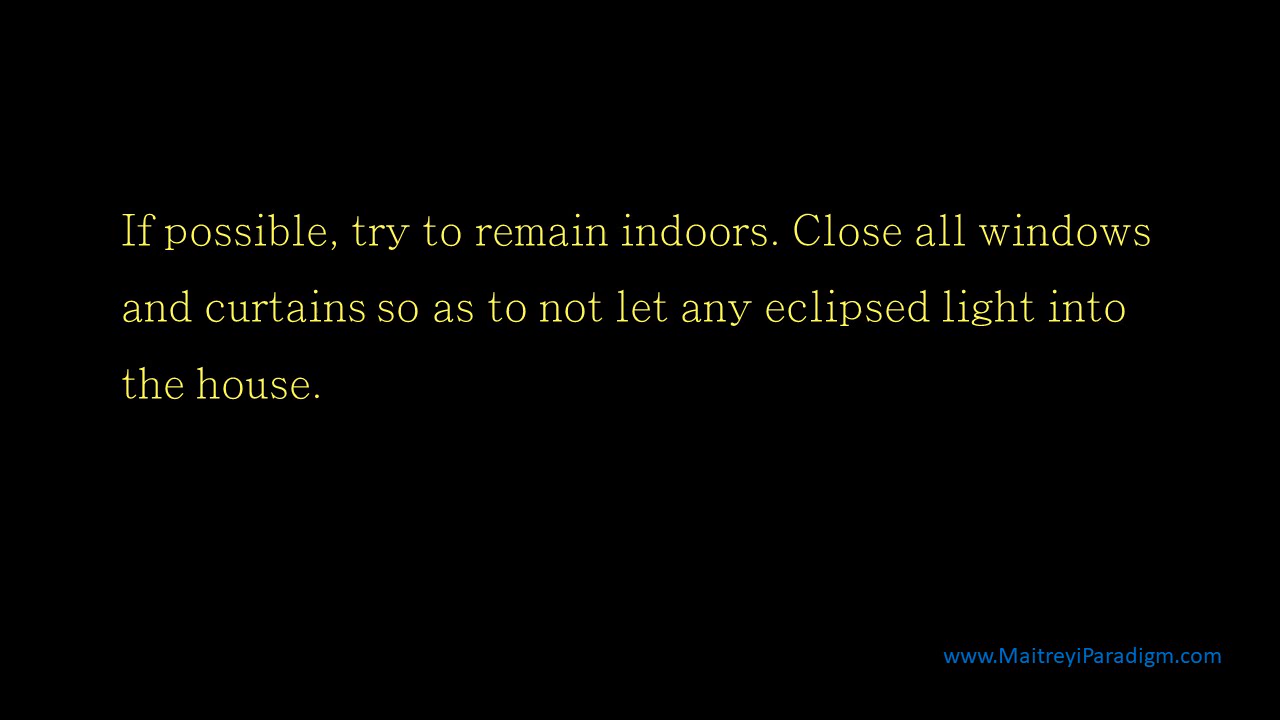 If possible, try to remain indoors. Close all windows
and curtains so as to not let any eclipsed light into
the house.
www.MaitreyiParadigm.com